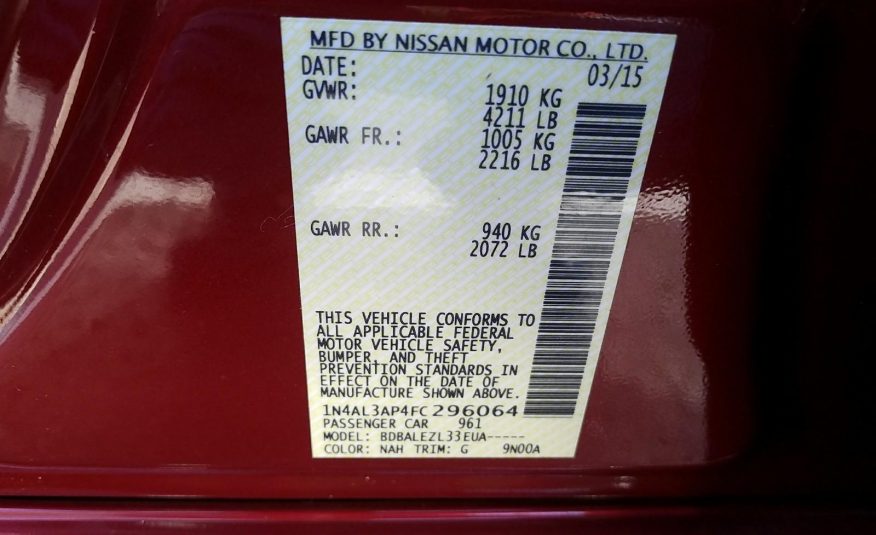 MFD BY NISSAN MOTOR CO., LTD.
DATE: 03/15
GVWR: 1910 KG
4211 LB
GAWR FR.: 1005 KG
2216 LB
GAWR RR.: 940 KG
2072 LB
THIS VEHICLE CONFORMS TO
ALL APPLICABLE FEDERAL
MOTOR VEHICLE SAFETY,
BUMPER, AND THEFT
PREVENTION STANDARDS IN
EFFECT ON THE DATE OF
MANUFACTURE SHOWN ABOVE.
1N4AL3AP4FC296064
PASSENGER CAR 961
MODEL: BDBALEZL33EUA-----
COLOR: NAH TRIM: G 9N00A